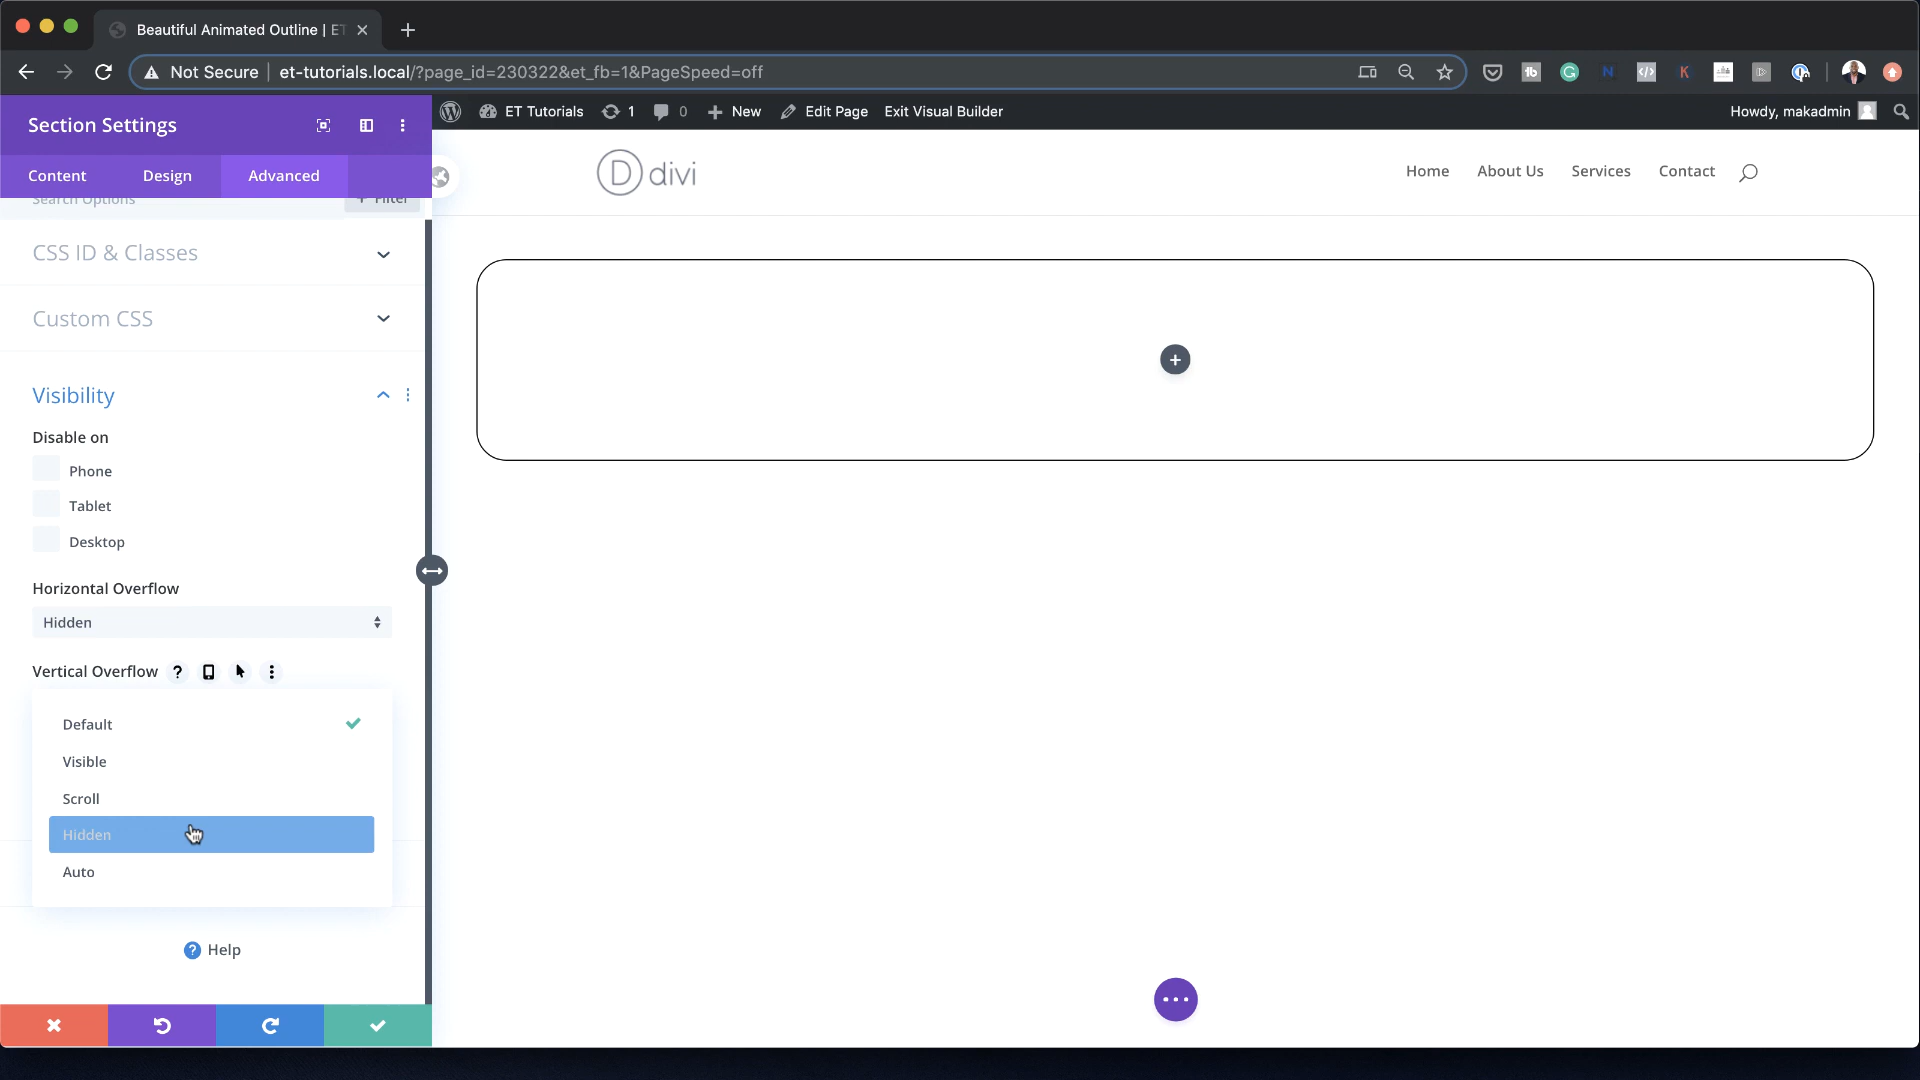 Beautiful Animated Outline | ET
Not Secure | et-tutorials.local/?page_id=230322&et_fb=1&PageSpeed=off
Section Settings
ET Tutorials 1 0 New Edit Page Exit Visual Builder Howdy, makadmin
Content Design Advanced
divi
Home About Us Services Contact
Search Options + Filter
CSS ID & Classes
Custom CSS
Visibility
Disable on
Phone
Tablet
Desktop
Horizontal Overflow
Hidden
Vertical Overflow ?
Default
Visible
Scroll
Hidden
Auto
? Help